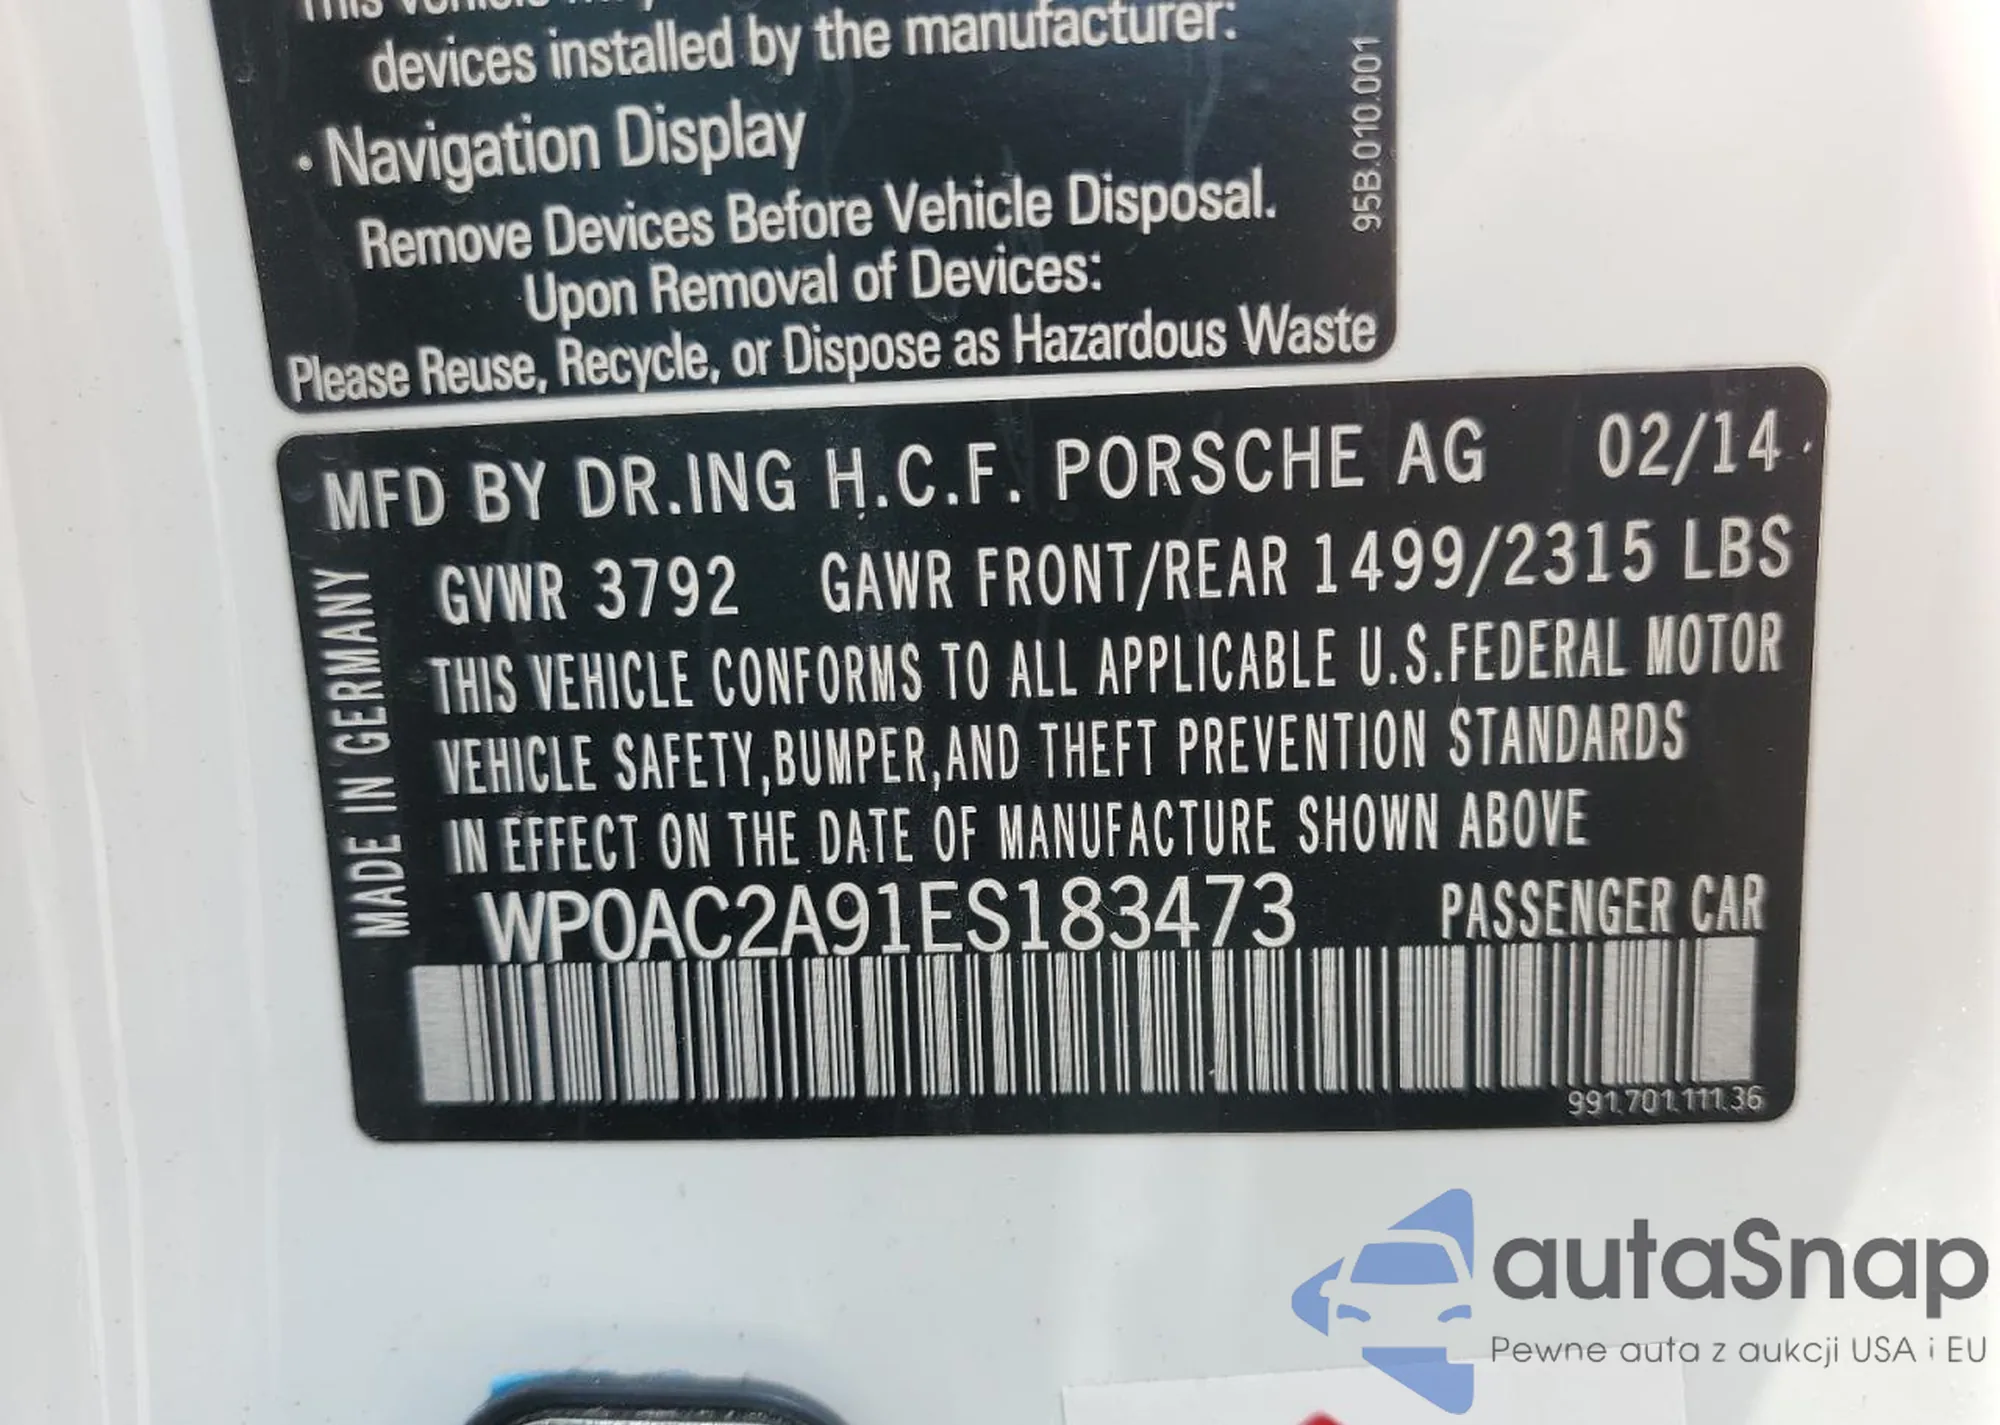 This vehicle may
devices installed by the manufacturer:
· Navigation Display
Remove Devices Before Vehicle Disposal.
Upon Removal of Devices:
Please Reuse, Recycle, or Dispose as Hazardous Waste
95B.010.001
MFD BY DR.ING H.C.F. PORSCHE AG 02/14
GVWR 3792 GAWR FRONT/REAR 1499/2315 LBS
THIS VEHICLE CONFORMS TO ALL APPLICABLE U.S.FEDERAL MOTOR
VEHICLE SAFETY,BUMPER,AND THEFT PREVENTION STANDARDS
IN EFFECT ON THE DATE OF MANUFACTURE SHOWN ABOVE
WP0AC2A91ES183473 PASSENGER CAR
MADE IN GERMANY
991.701.111.36
autaSnap
Pewne auta z aukcji USA i EU